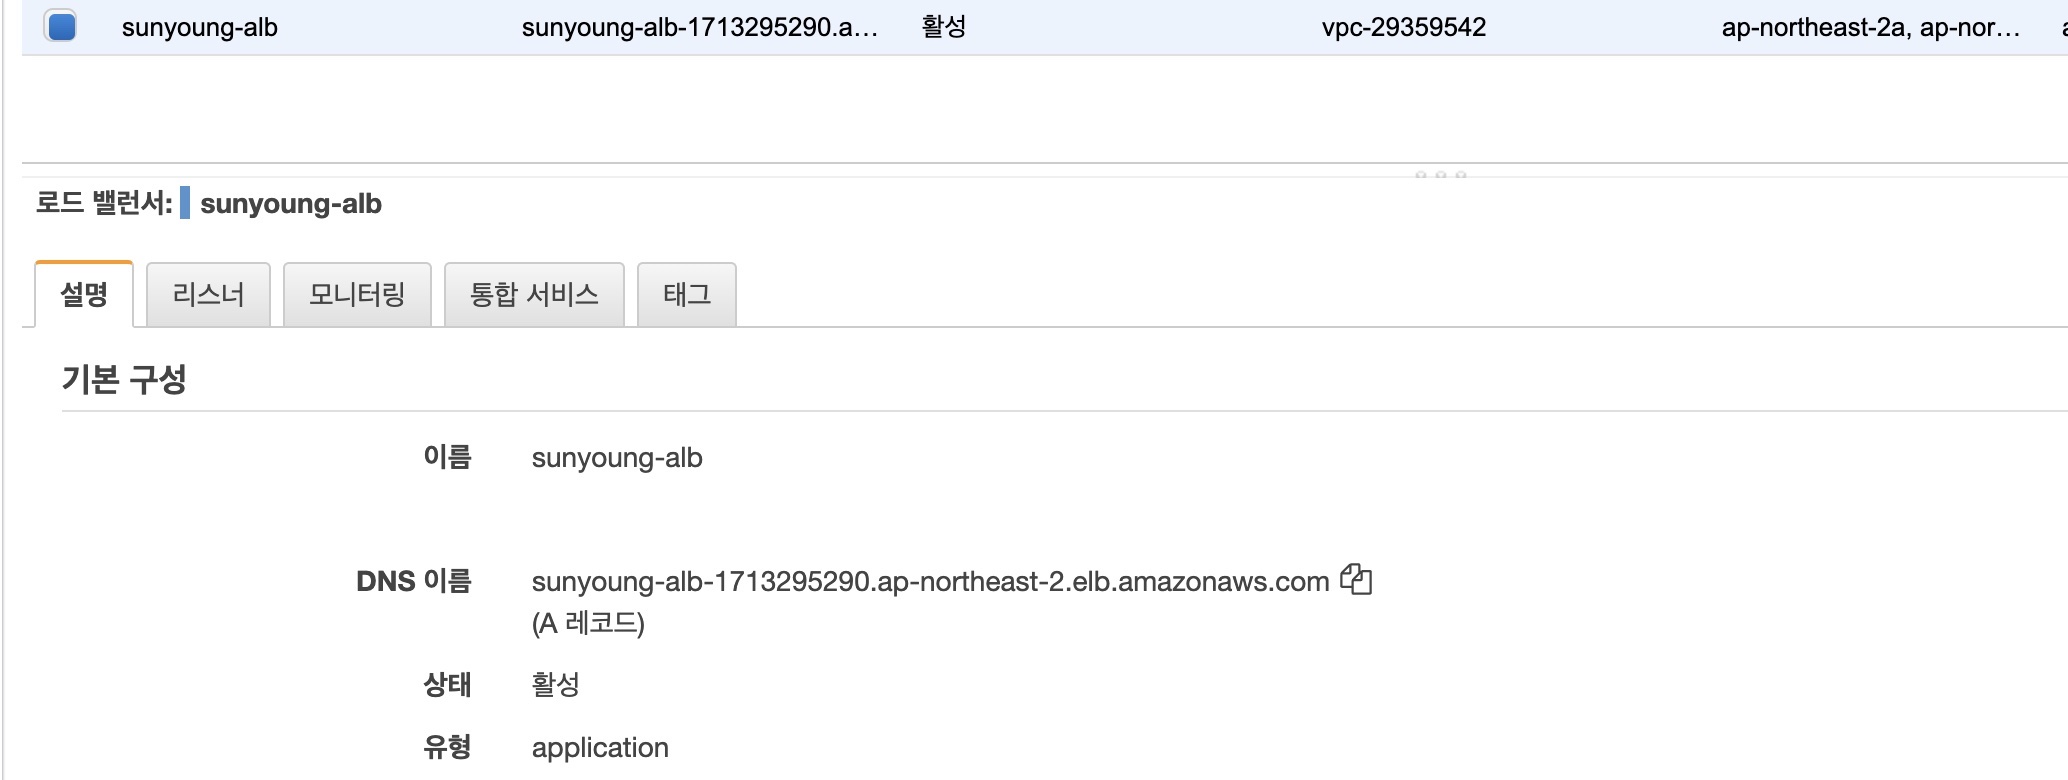 sunyoung-alb sunyoung-alb-1713295290.a... 활성 vpc-29359542 ap-northeast-2a, ap-nor...
로드 밸런서: sunyoung-alb
설명 리스너 모니터링 통합 서비스 태그
기본 구성
이름 sunyoung-alb
DNS 이름 sunyoung-alb-1713295290.ap-northeast-2.elb.amazonaws.com
(A 레코드)
상태 활성
유형 application